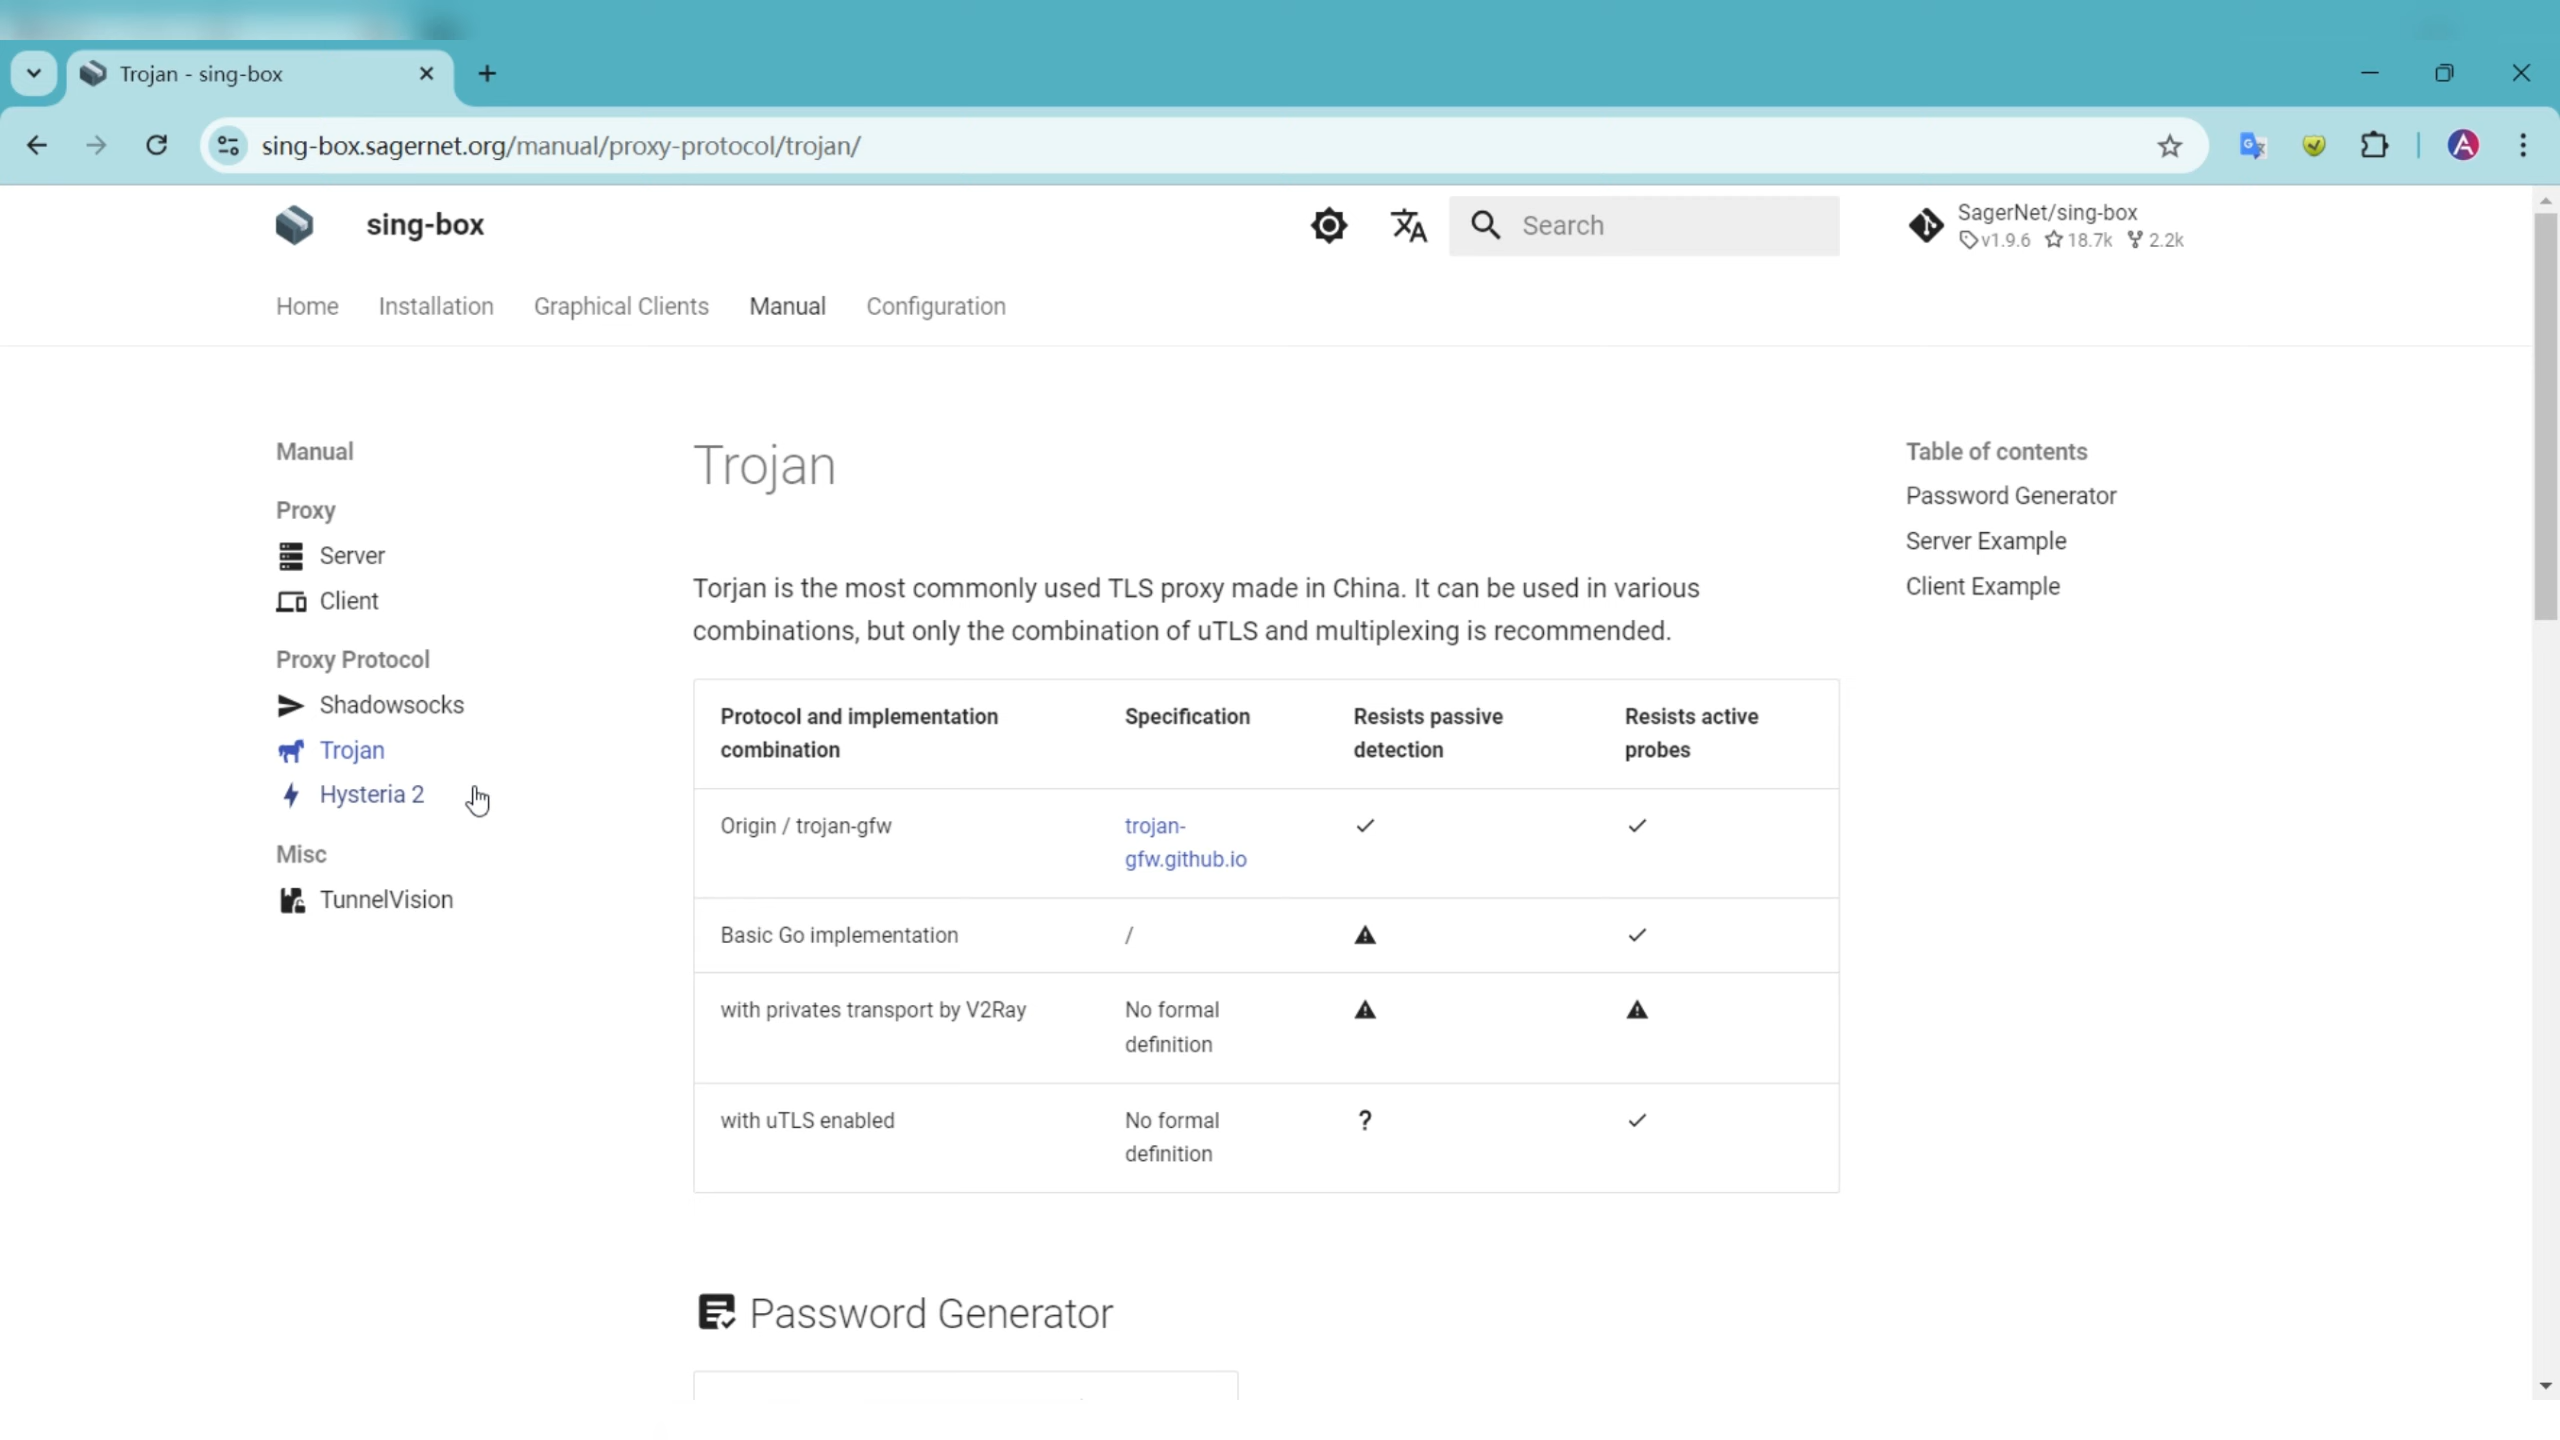 Trojan - sing-box
sing-box.sagernet.org/manual/proxy-protocol/trojan/
sing-box
Search
SagerNet/sing-box
v1.9.6 18.7k 2.2k
Home Installation Graphical Clients Manual Configuration
Manual
Proxy
Server
Client
Proxy Protocol
Shadowsocks
Trojan
Hysteria 2
Misc
TunnelVision
Trojan
Torjan is the most commonly used TLS proxy made in China. It can be used in various
combinations, but only the combination of uTLS and multiplexing is recommended.
Protocol and implementation
combination
Specification
Resists passive
detection
Resists active
probes
Origin / trojan-gfw
trojan-
gfw.github.io
✓
✓
Basic Go implementation
/
✓
with privates transport by V2Ray
No formal
definition
with uTLS enabled
No formal
definition
?
✓
Password Generator
Table of contents
Password Generator
Server Example
Client Example